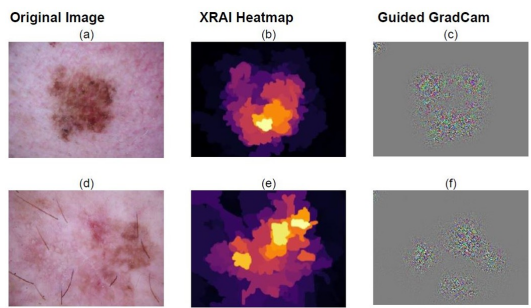 Original Image XRAI Heatmap Guided GradCam
(a) (b) (c)
(d) (e) (f)